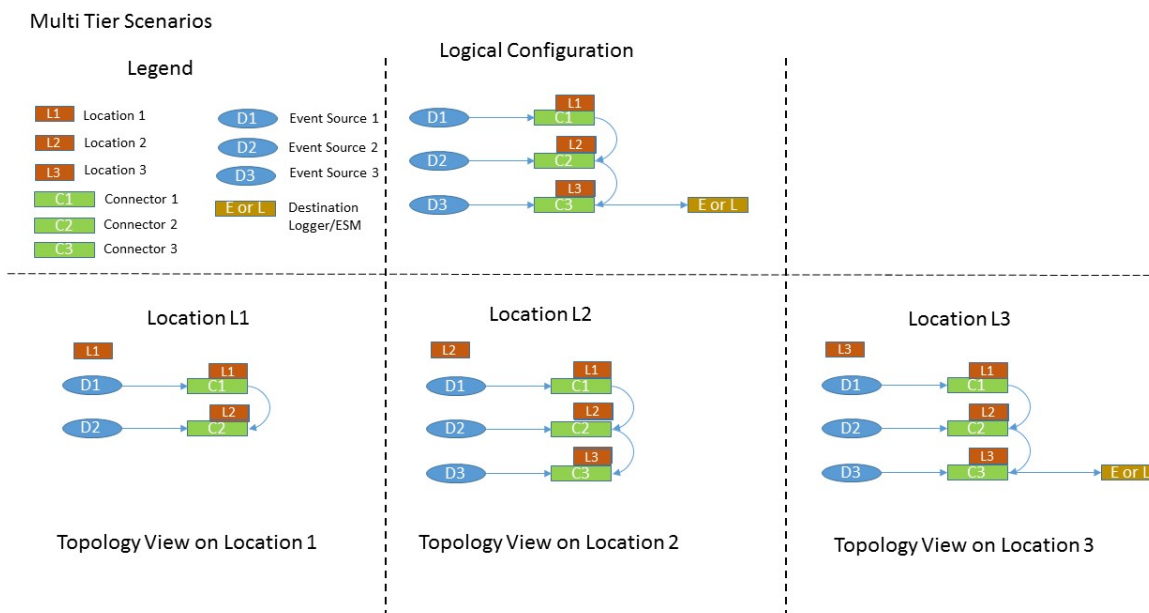 Multi Tier Scenarios
Legend
L1 Location 1
L2 Location 2
L3 Location 3
C1 Connector 1
C2 Connector 2
C3 Connector 3
D1 Event Source 1
D2 Event Source 2
D3 Event Source 3
E or L Destination
Logger/ESM
Logical Configuration
L1
D1 C1
L2
D2 C2
L3
D3 C3 E or L
Location L1
L1
L1
D1 C1
L2
D2 C2
Topology View on Location 1
Location L2
L2
L1
D1 C1
L2
D2 C2
L3
D3 C3
Topology View on Location 2
Location L3
L3
L1
D1 C1
L2
D2 C2
L3
D3 C3 E or L
Topology View on Location 3